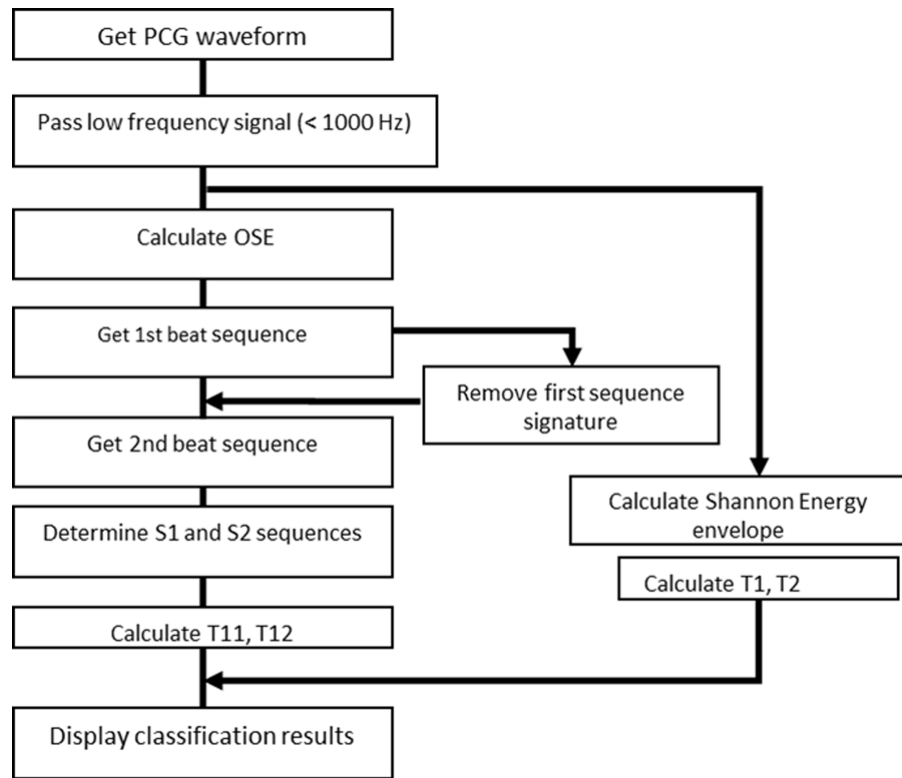 Get PCG waveform
Pass low frequency signal (< 1000 Hz)
Calculate OSE
Get 1st beat sequence
Remove first sequence
signature
Get 2nd beat sequence
Calculate Shannon Energy
envelope
Determine S1 and S2 sequences
Calculate T1, T2
Calculate T11, T12
Display classification results